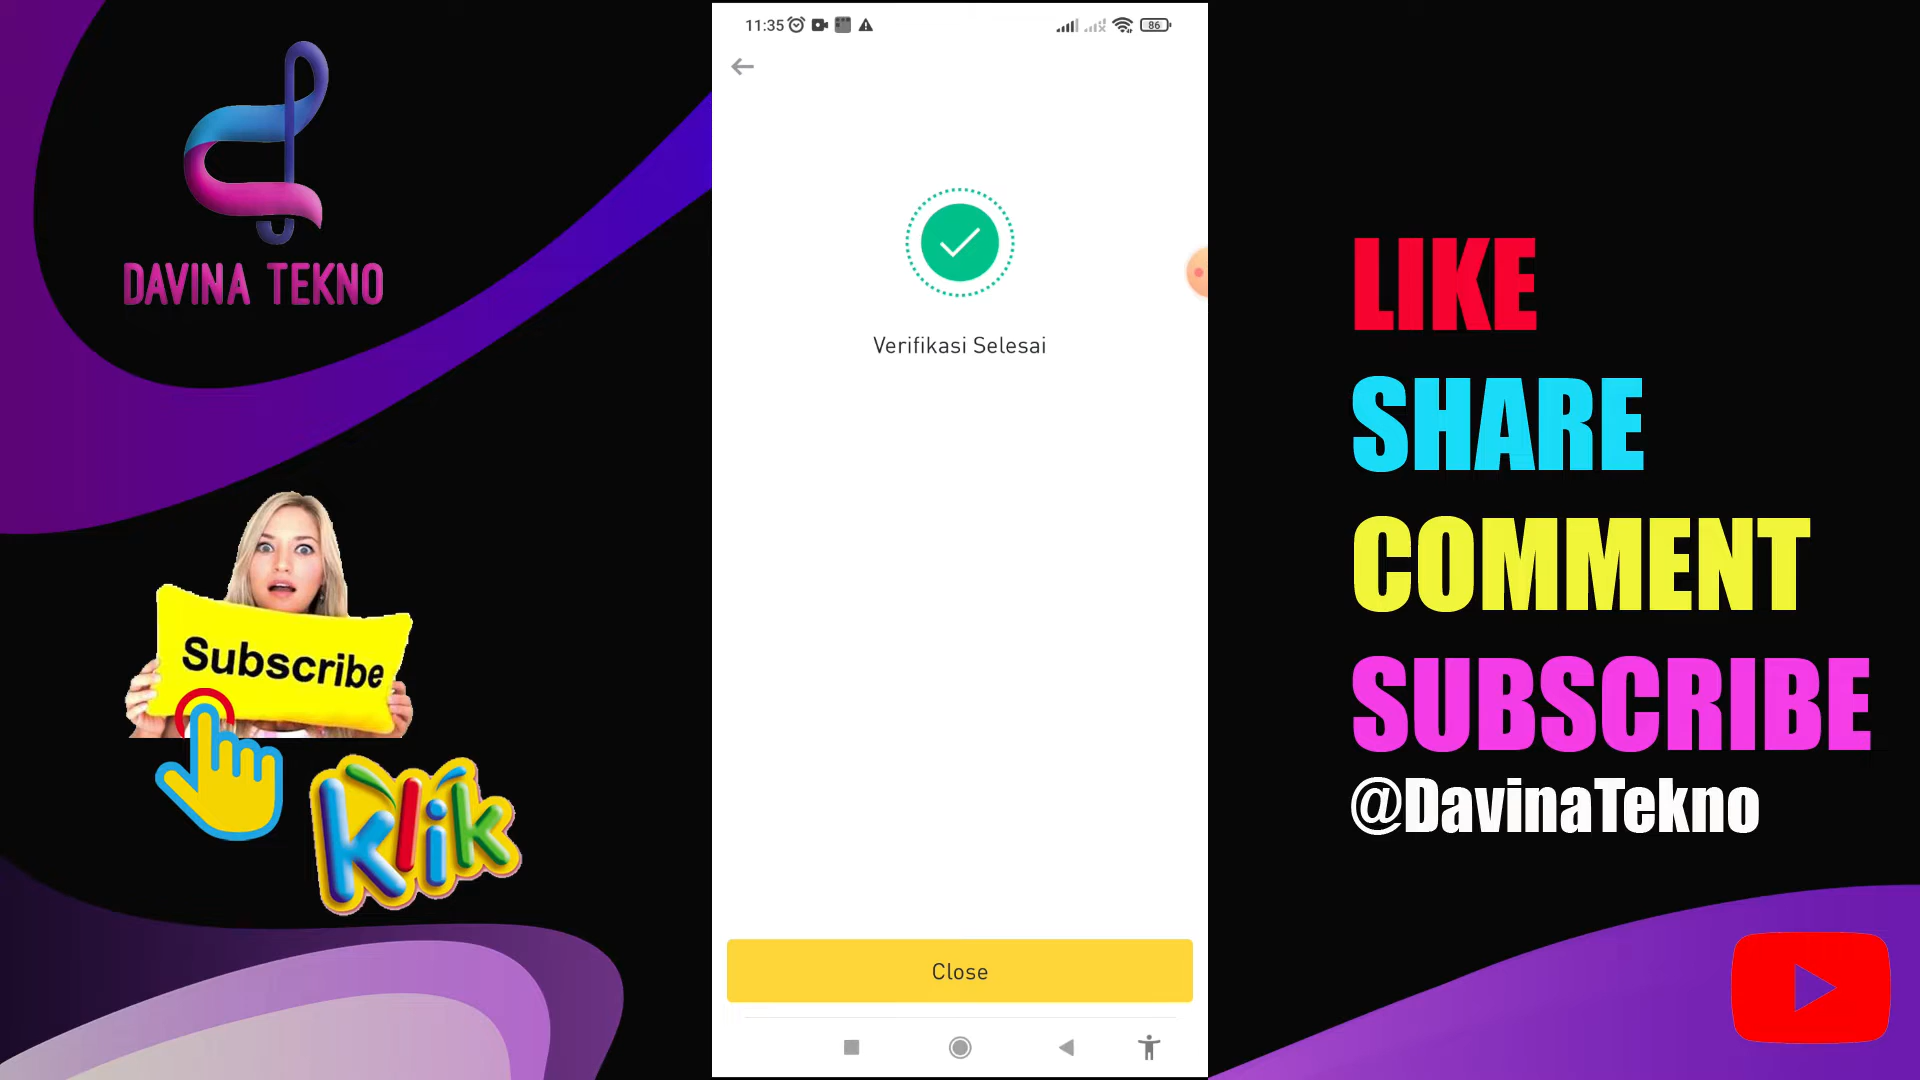 DAVINA TEKNO
Subscribe
klik
11:35
86
Verifikasi Selesai
Close
LIKE
SHARE
COMMENT
SUBSCRIBE
@DavinaTekno